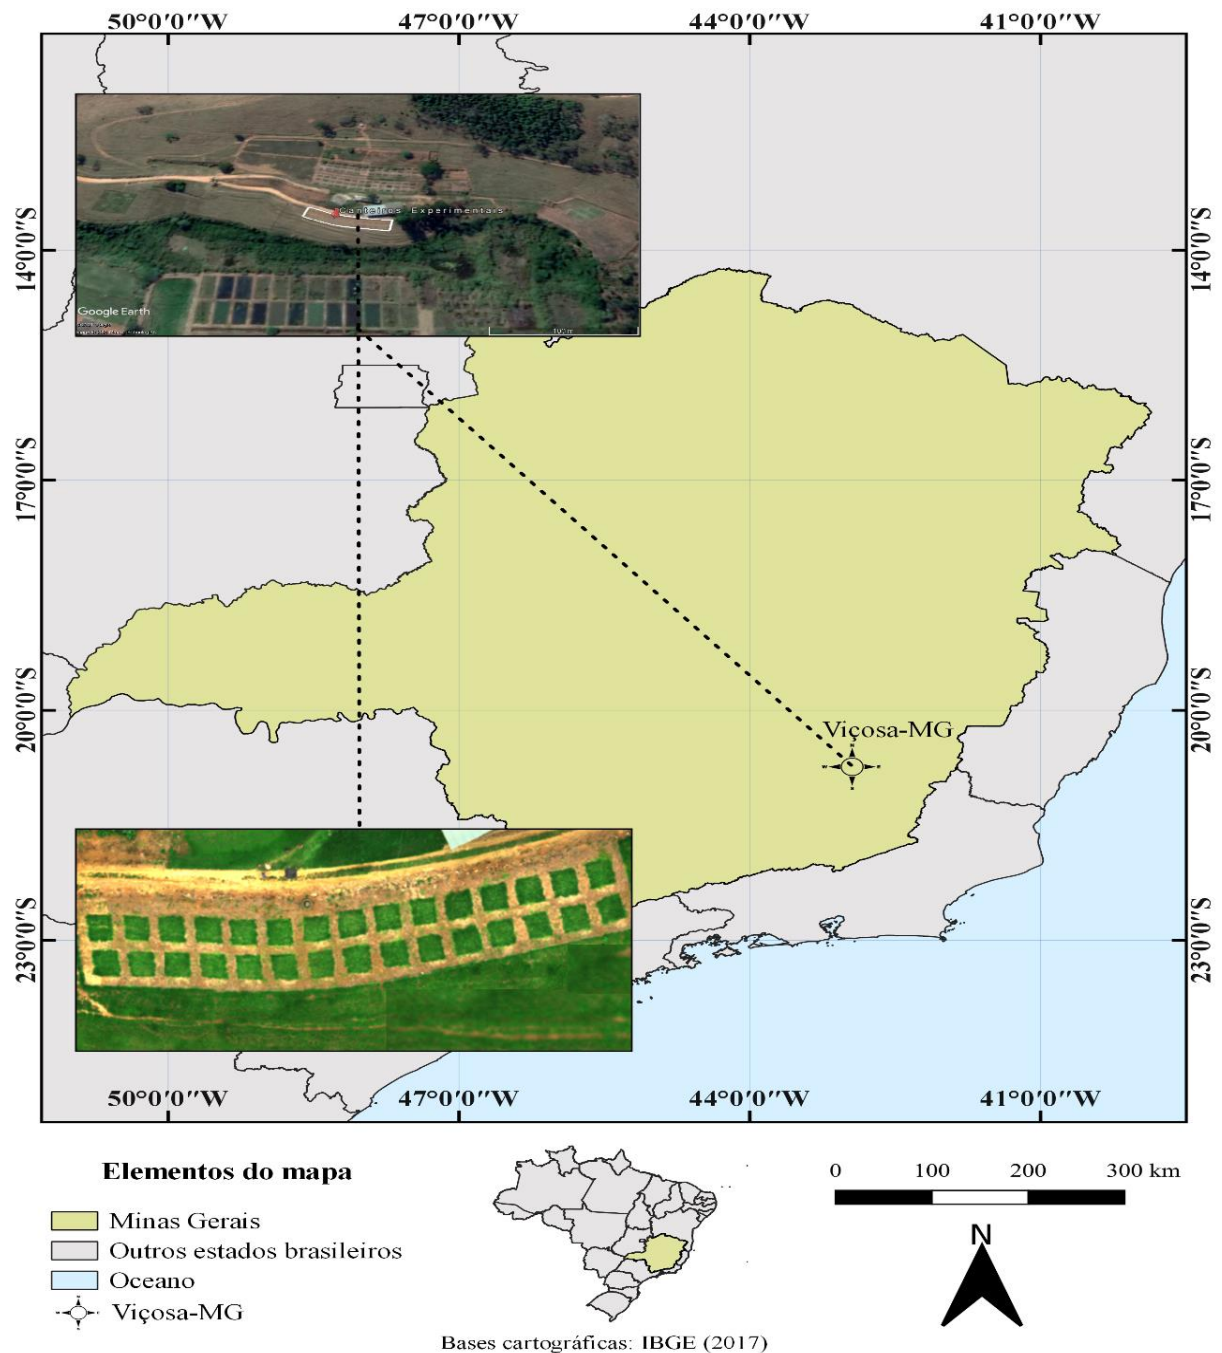 50°0'0"W 47°0'0"W 44°0'0"W 41°0'0"W
Canteiros Experimentais
Google Earth
100 m
14°0'0"S 14°0'0"S
17°0'0"S 17°0'0"S
20°0'0"S 20°0'0"S
Viçosa-MG
23°0'0"S 23°0'0"S
50°0'0"W 47°0'0"W 44°0'0"W 41°0'0"W
Elementos do mapa
Minas Gerais
Outros estados brasileiros
Oceano
Viçosa-MG
0 100 200 300 km
N
Bases cartográficas: IBGE (2017)